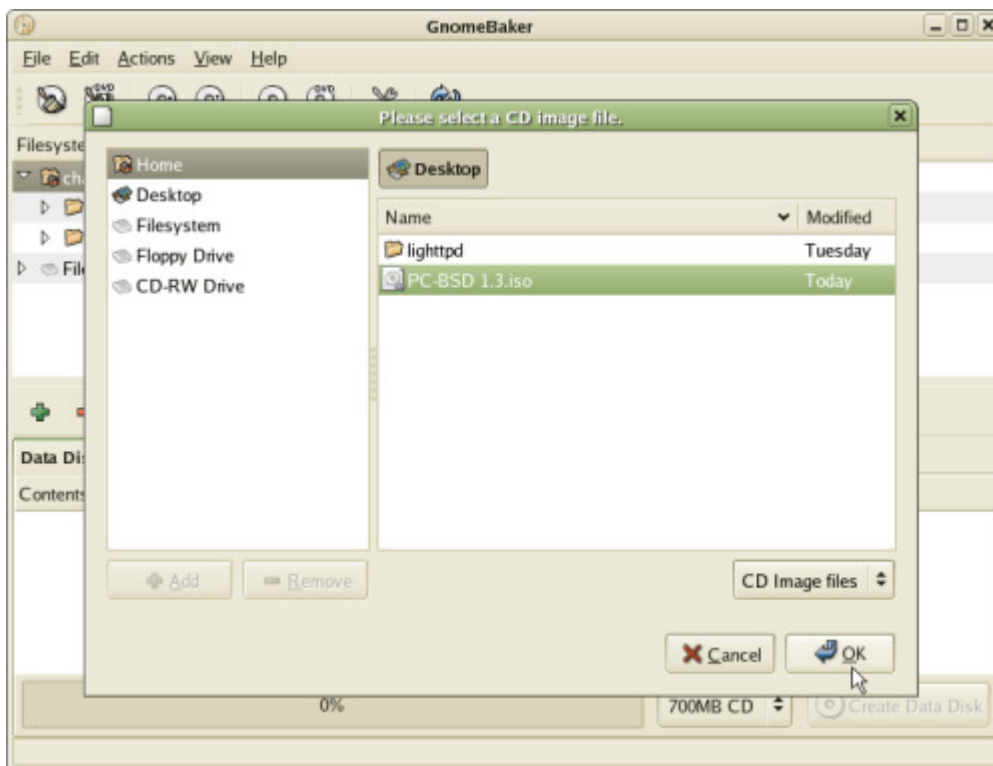 GnomeBaker
File Edit Actions View Help
Please select a CD image file.
Filesyste
Home
Desktop
Filesystem
Floppy Drive
CD-RW Drive
Desktop
Name Modified
lighttpd Tuesday
PC-BSD 1.3.iso Today
Add Remove
CD Image files
Cancel OK
Data Di
Contents
0% 700MB CD Create Data Disk